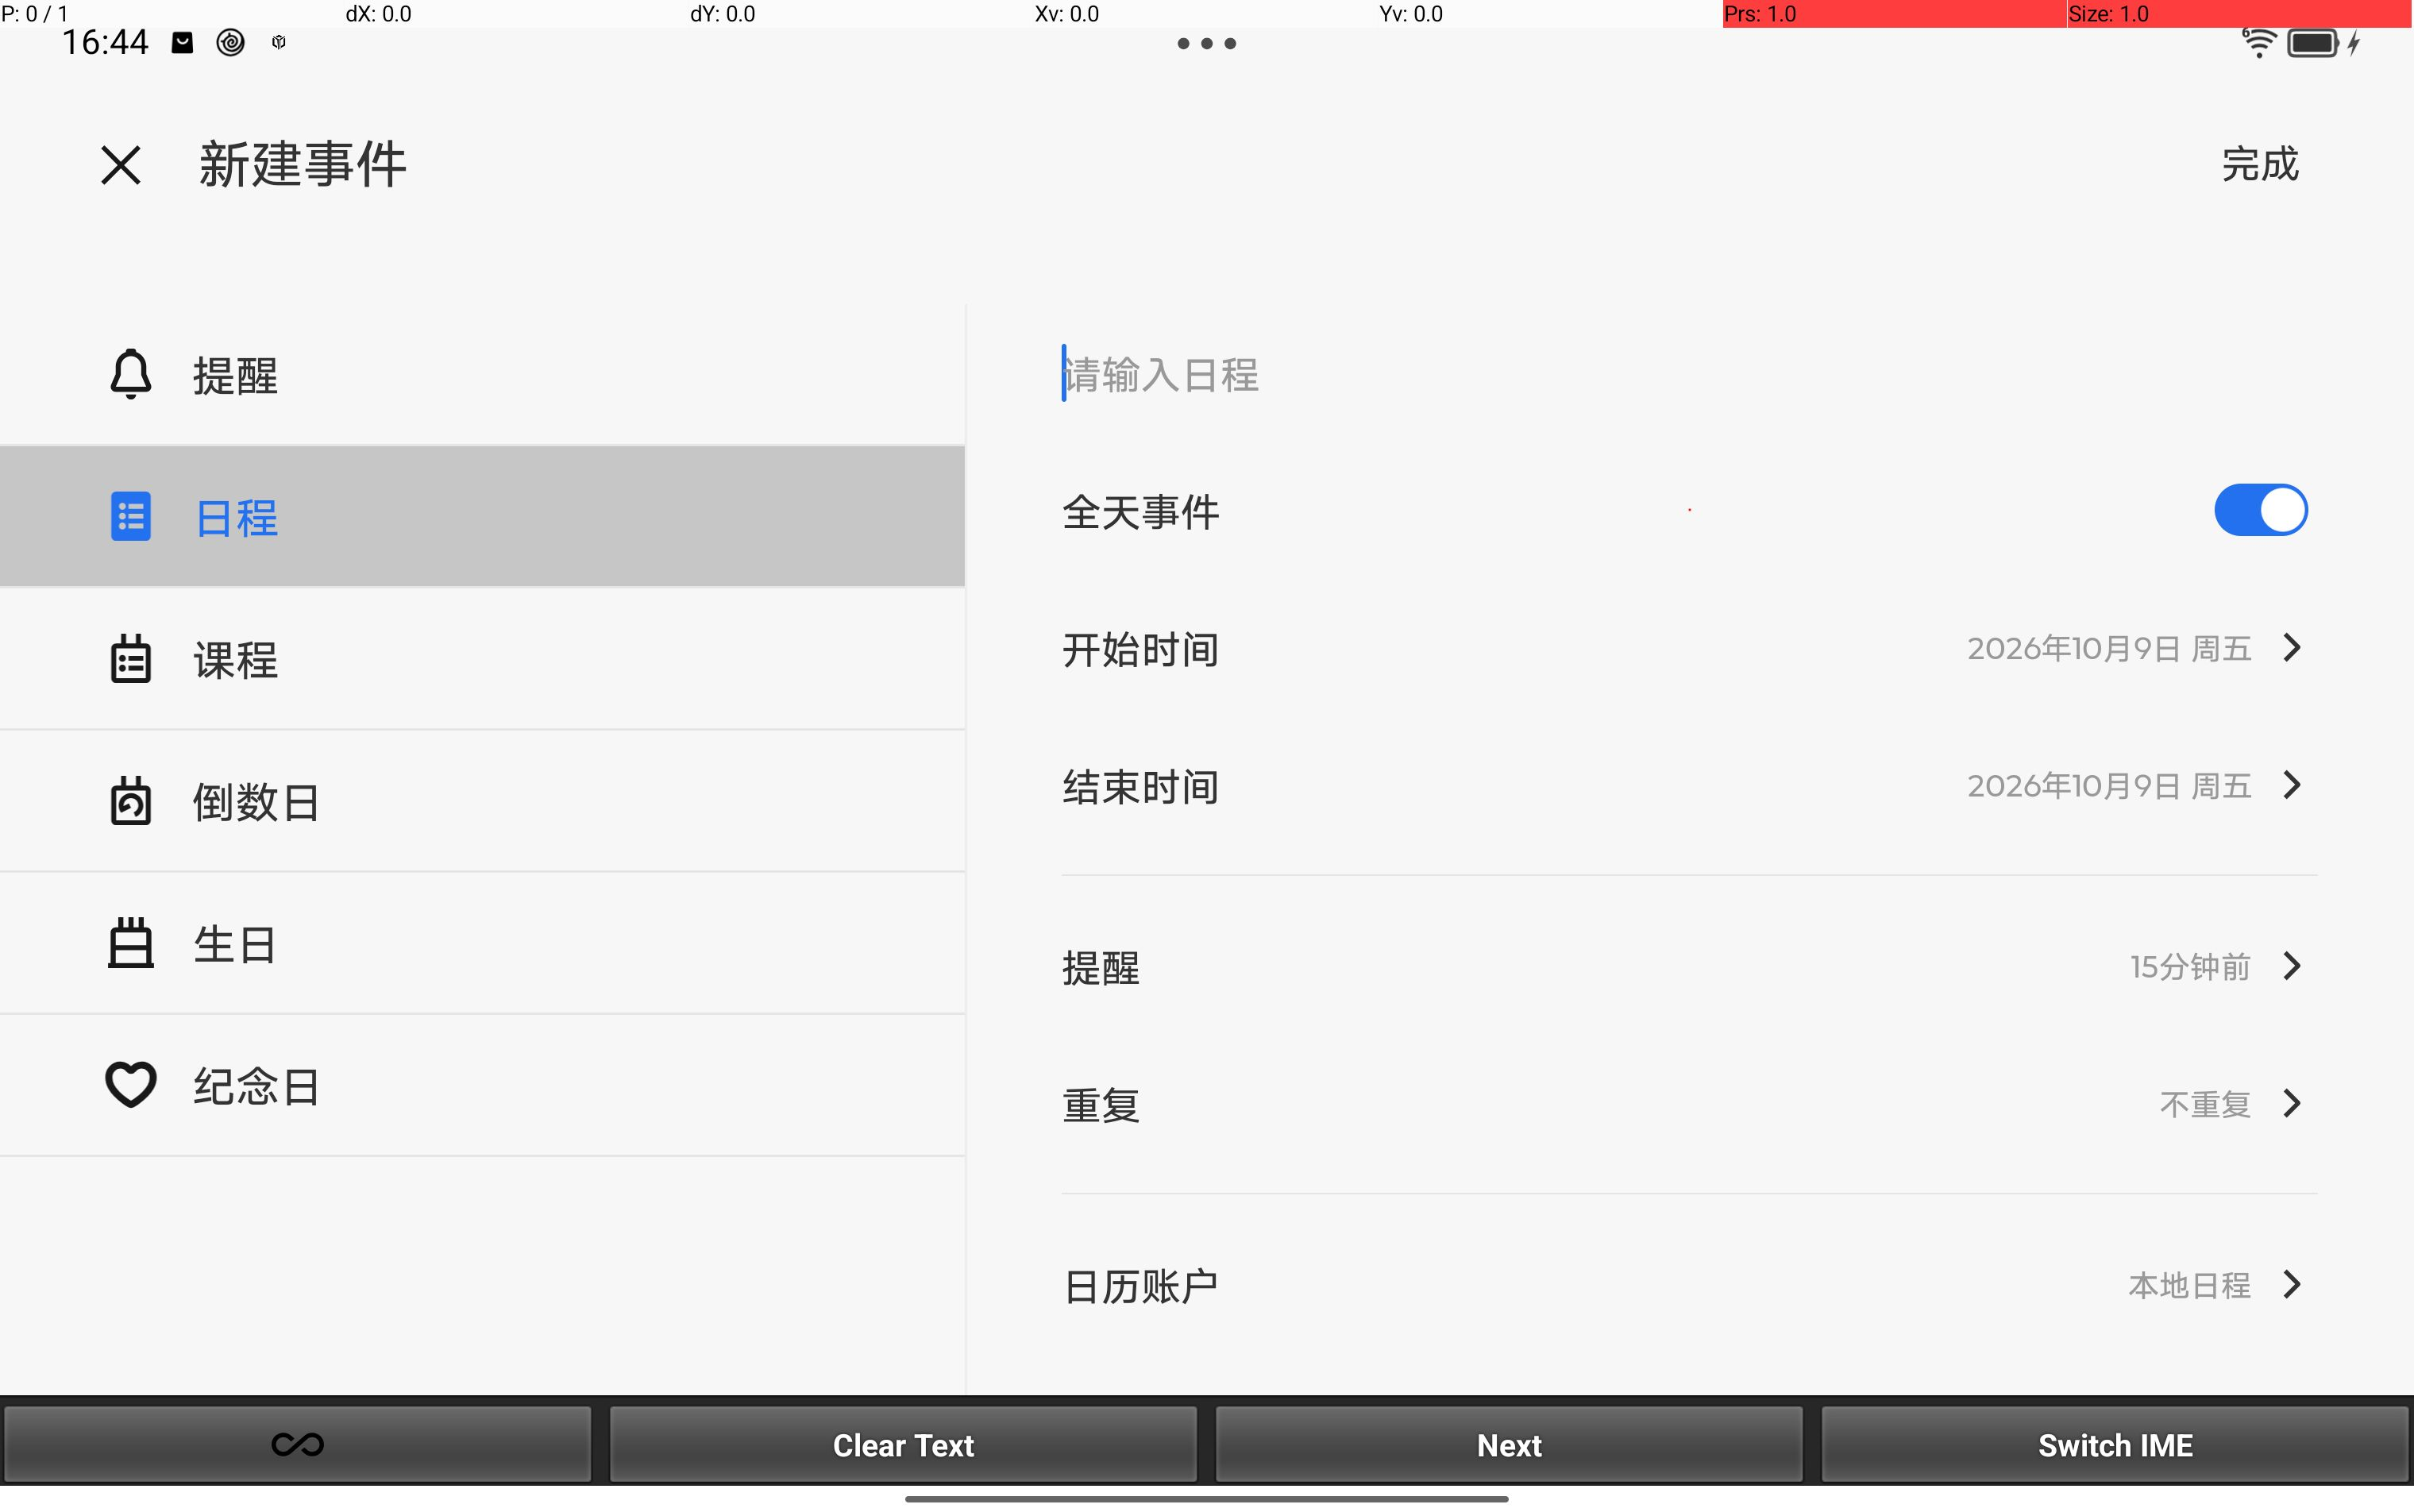 P: 0 / 1 dX: 0.0 dY: 0.0 Xv: 0.0 Yv: 0.0 Prs: 1.0 Size: 1.0
16:44 6
新建事件 完成
提醒
日程
课程
倒数日
生日
纪念日
请输入日程
全天事件
开始时间 2026年10月9日 周五
结束时间 2026年10月9日 周五
提醒 15分钟前
重复 不重复
日历账户 本地日程
Clear Text Next Switch IME